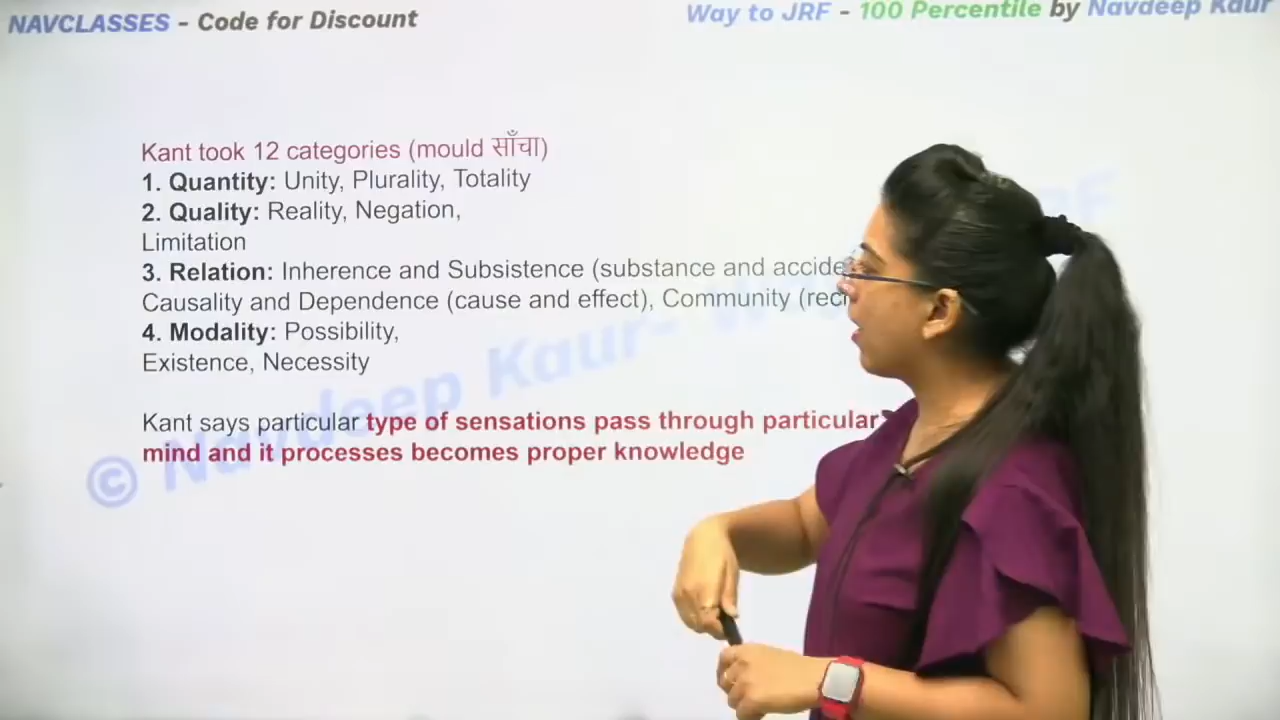 NAVCLASSES - Code for Discount
Way to JRF - 100 Percentile by Navdeep Kaur
Kant took 12 categories (mould साँचा)
1. Quantity: Unity, Plurality, Totality
2. Quality: Reality, Negation,
Limitation
3. Relation: Inherence and Subsistence (substance and
Causality and Dependence (cause and effect), Community
4. Modality: Possibility,
Existence, Necessity
Kant says particular type of sensations pass through particular
mind and it processes becomes proper knowledge
© Navdeep Kaur-